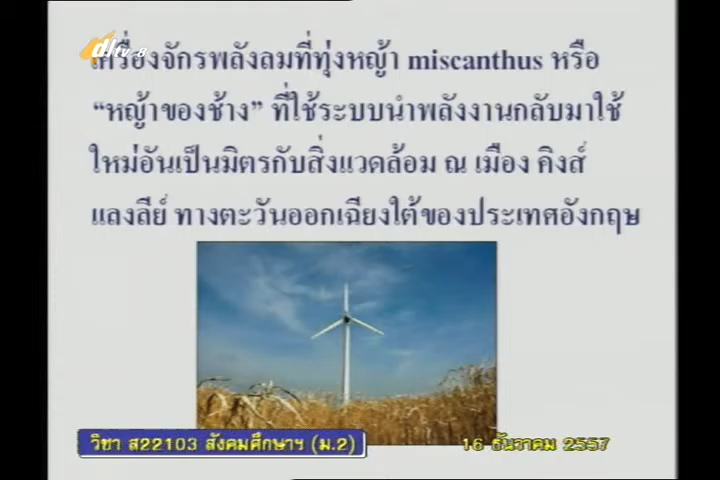 dltv 8
เครื่องจักรพลังลมที่ทุ่งหญ้า miscanthus หรือ
“หญ้าของช้าง” ที่ใช้ระบบนำพลังงานกลับมาใช้
ใหม่อันเป็นมิตรกับสิ่งแวดล้อม ณ เมือง คิงส์
แลงลีย์ ทางตะวันออกเฉียงใต้ของประเทศอังกฤษ
วิชา ส22103 สังคมศึกษาฯ (ม.2)
16 ธันวาคม 2557